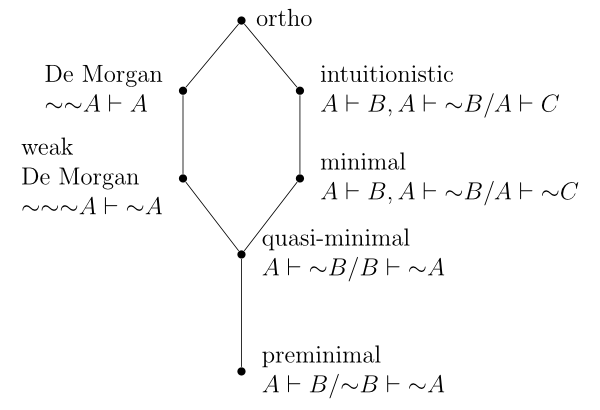 ortho
De Morgan
∼∼A ⊢ A
intuitionistic
A ⊢ B, A ⊢ ∼B/A ⊢ C
weak
De Morgan
∼∼∼A ⊢ ∼A
minimal
A ⊢ B, A ⊢ ∼B/A ⊢ ∼C
quasi-minimal
A ⊢ ∼B/B ⊢ ∼A
preminimal
A ⊢ B/∼B ⊢ ∼A